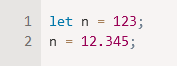 1 let n = 123;
2 n = 12.345;